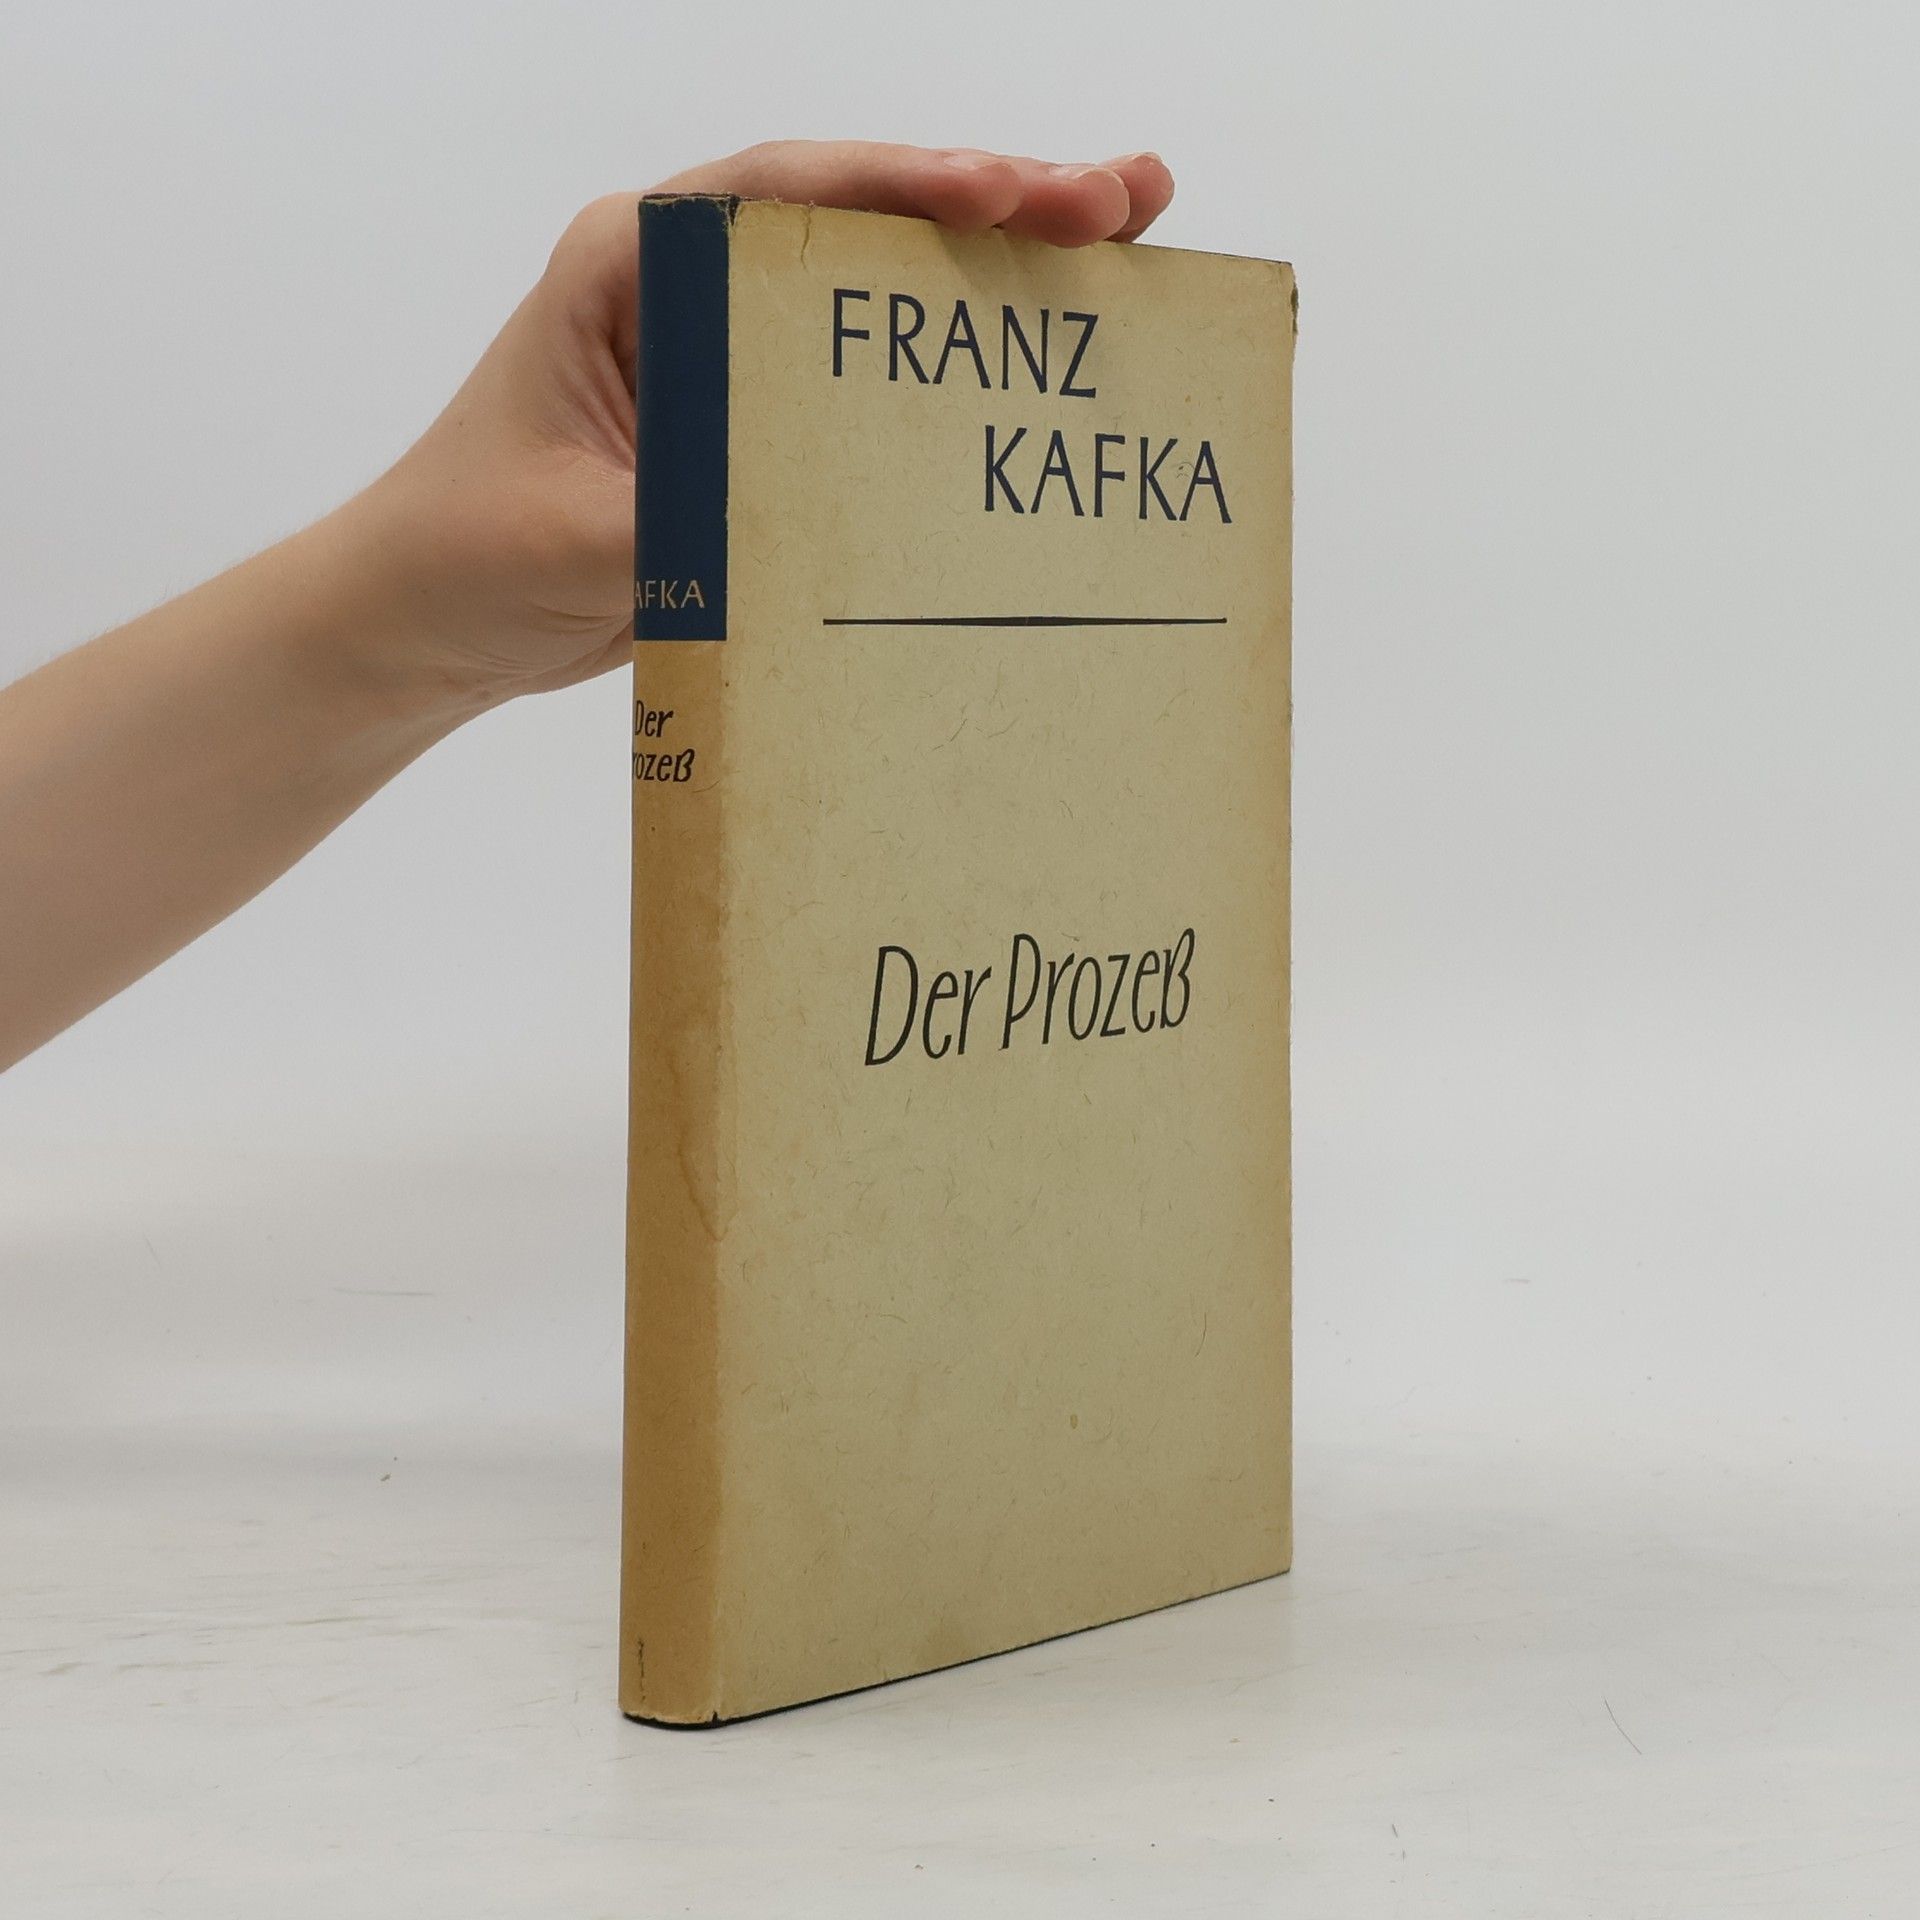 FRANZ
KAFKA
Der Prozeß
AFKA
Der
rozeß